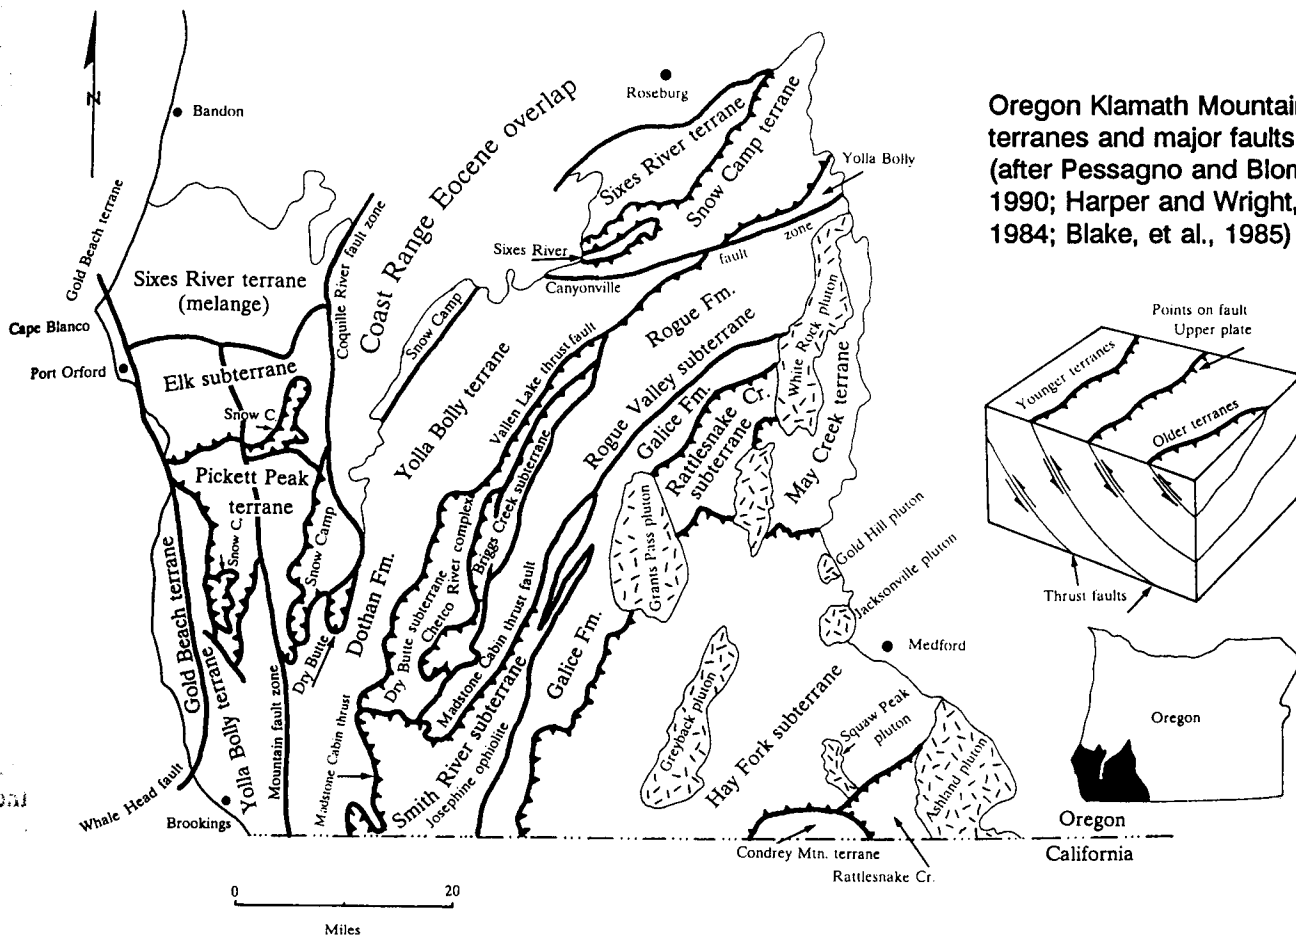 N
Bandon
Roseburg
Oregon Klamath Mountain
terranes and major faults
(after Pessagno and Blom
1990; Harper and Wright,
1984; Blake, et al., 1985)
Coast Range Eocene overlap
Sixes River terrane
Snow Camp terrane
Yolla Bolly
Gold Beach terrane
Coquille River fault zone
Sixes River
fault
zone
Canyonville
Sixes River terrane
(melange)
Snow Camp
Cape Blanco
Port Orford
Elk subterrane
Snow C.
Yolla Bolly terrane
Vallen Lake thrust fault
Rogue Fm.
Rogue Valley subterrane
White Rock pluton
Galice Fm.
Rattlesnake Cr.
subterrane
May Creek terrane
Points on fault
Upper plate
Younger terranes
Older terranes
Thrust faults
Pickett Peak
terrane
Snow C.
Snow Camp
Gold Beach terrane
Dothan Fm.
Dry Butte subterrane
Chetco River complex
Briggs Creek subterrane
Madstone Cabin thrust fault
Grants Pass pluton
Gold Hill pluton
Jacksonville pluton
Medford
Dry Butte
Galice Fm.
Yolla Bolly terrane
Mountain fault zone
Madstone Cabin thrust
Smith River subterrane
Josephine ophiolite
Greyback pluton
Hay Fork subterrane
Squaw Peak
pluton
Ashland pluton
Whale Head fault
Brookings
Condrey Mtn. terrane
Rattlesnake Cr.
Oregon
Oregon
California
0 20
Miles